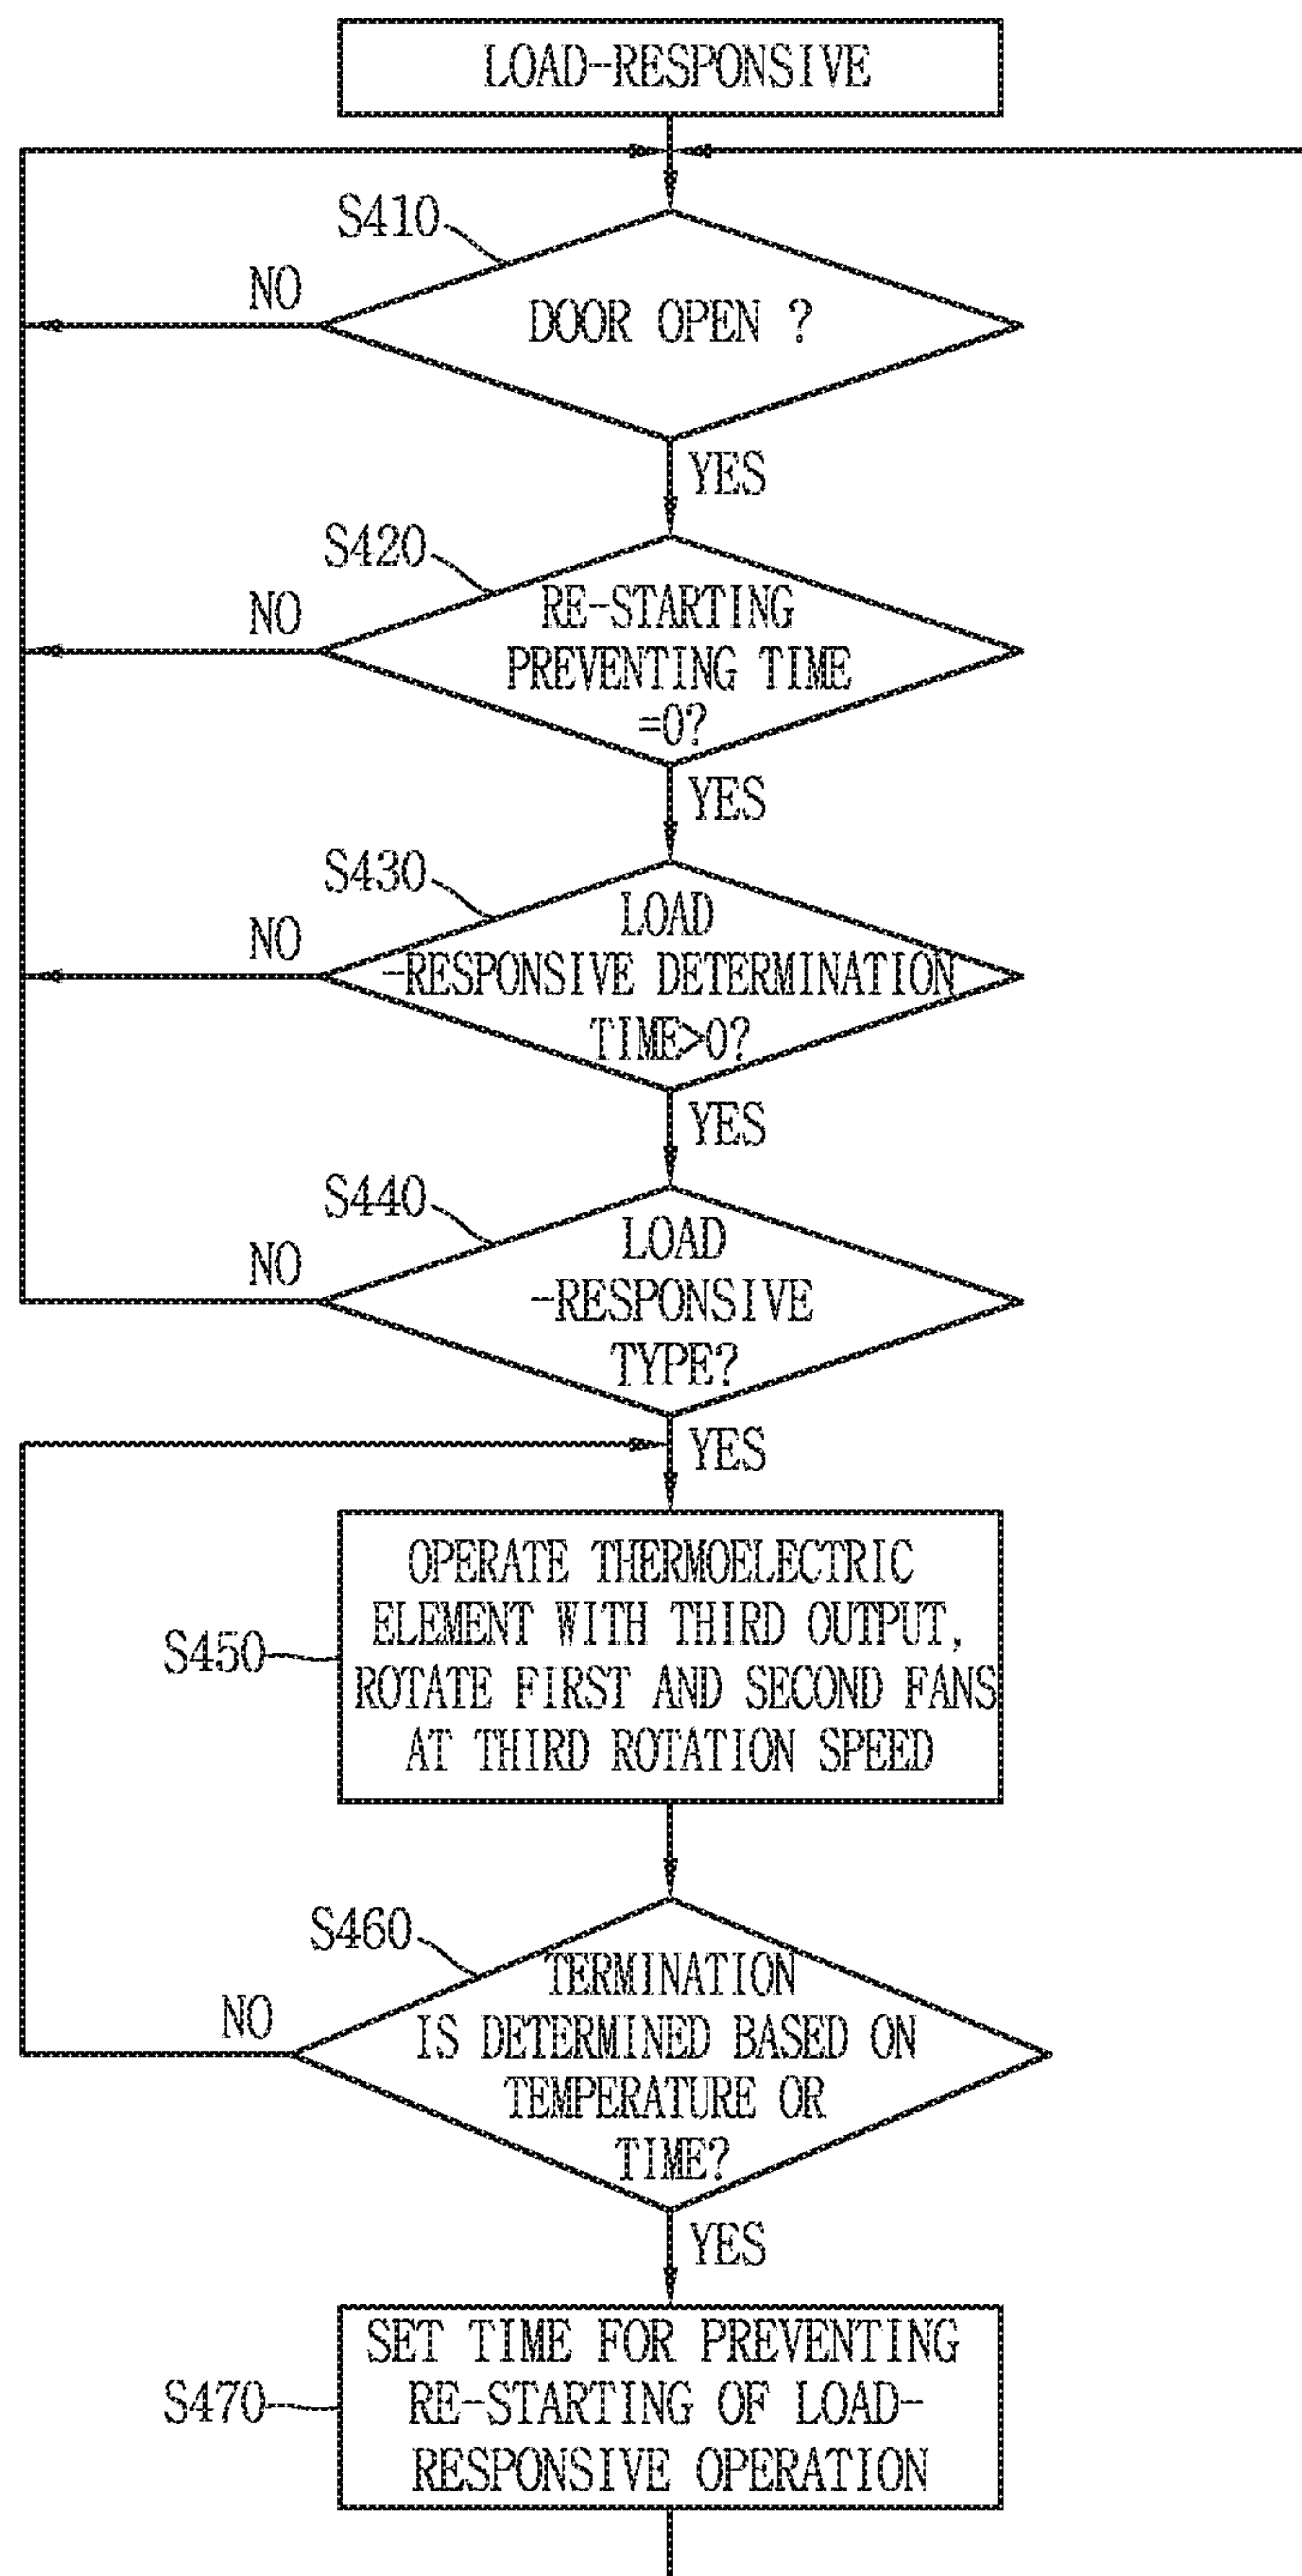 LOAD-RESPONSIVE
S410
NO
DOOR OPEN ?
YES
S420
NO
RE-STARTING
PREVENTING TIME
=0?
YES
S430
NO
LOAD
-RESPONSIVE DETERMINATION
TIME>0?
YES
S440
NO
LOAD
-RESPONSIVE
TYPE?
YES
S450
OPERATE THERMOELECTRIC
ELEMENT WITH THIRD OUTPUT,
ROTATE FIRST AND SECOND FANS
AT THIRD ROTATION SPEED
S460
NO
TERMINATION
IS DETERMINED BASED ON
TEMPERATURE OR
TIME?
YES
S470
SET TIME FOR PREVENTING
RE-STARTING OF LOAD-
RESPONSIVE OPERATION